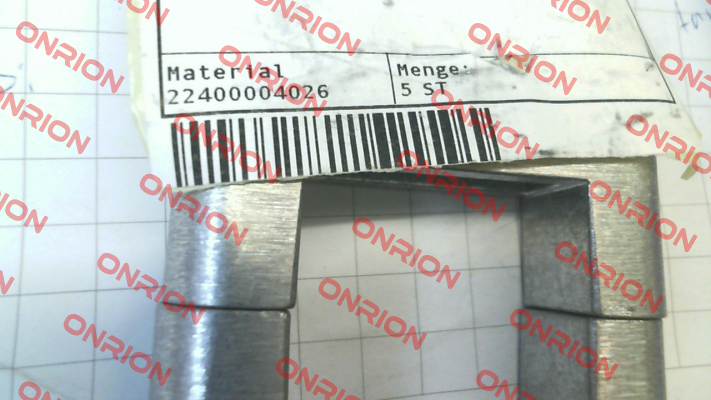 Material
22400004026
Menge:
5 ST
ONRION